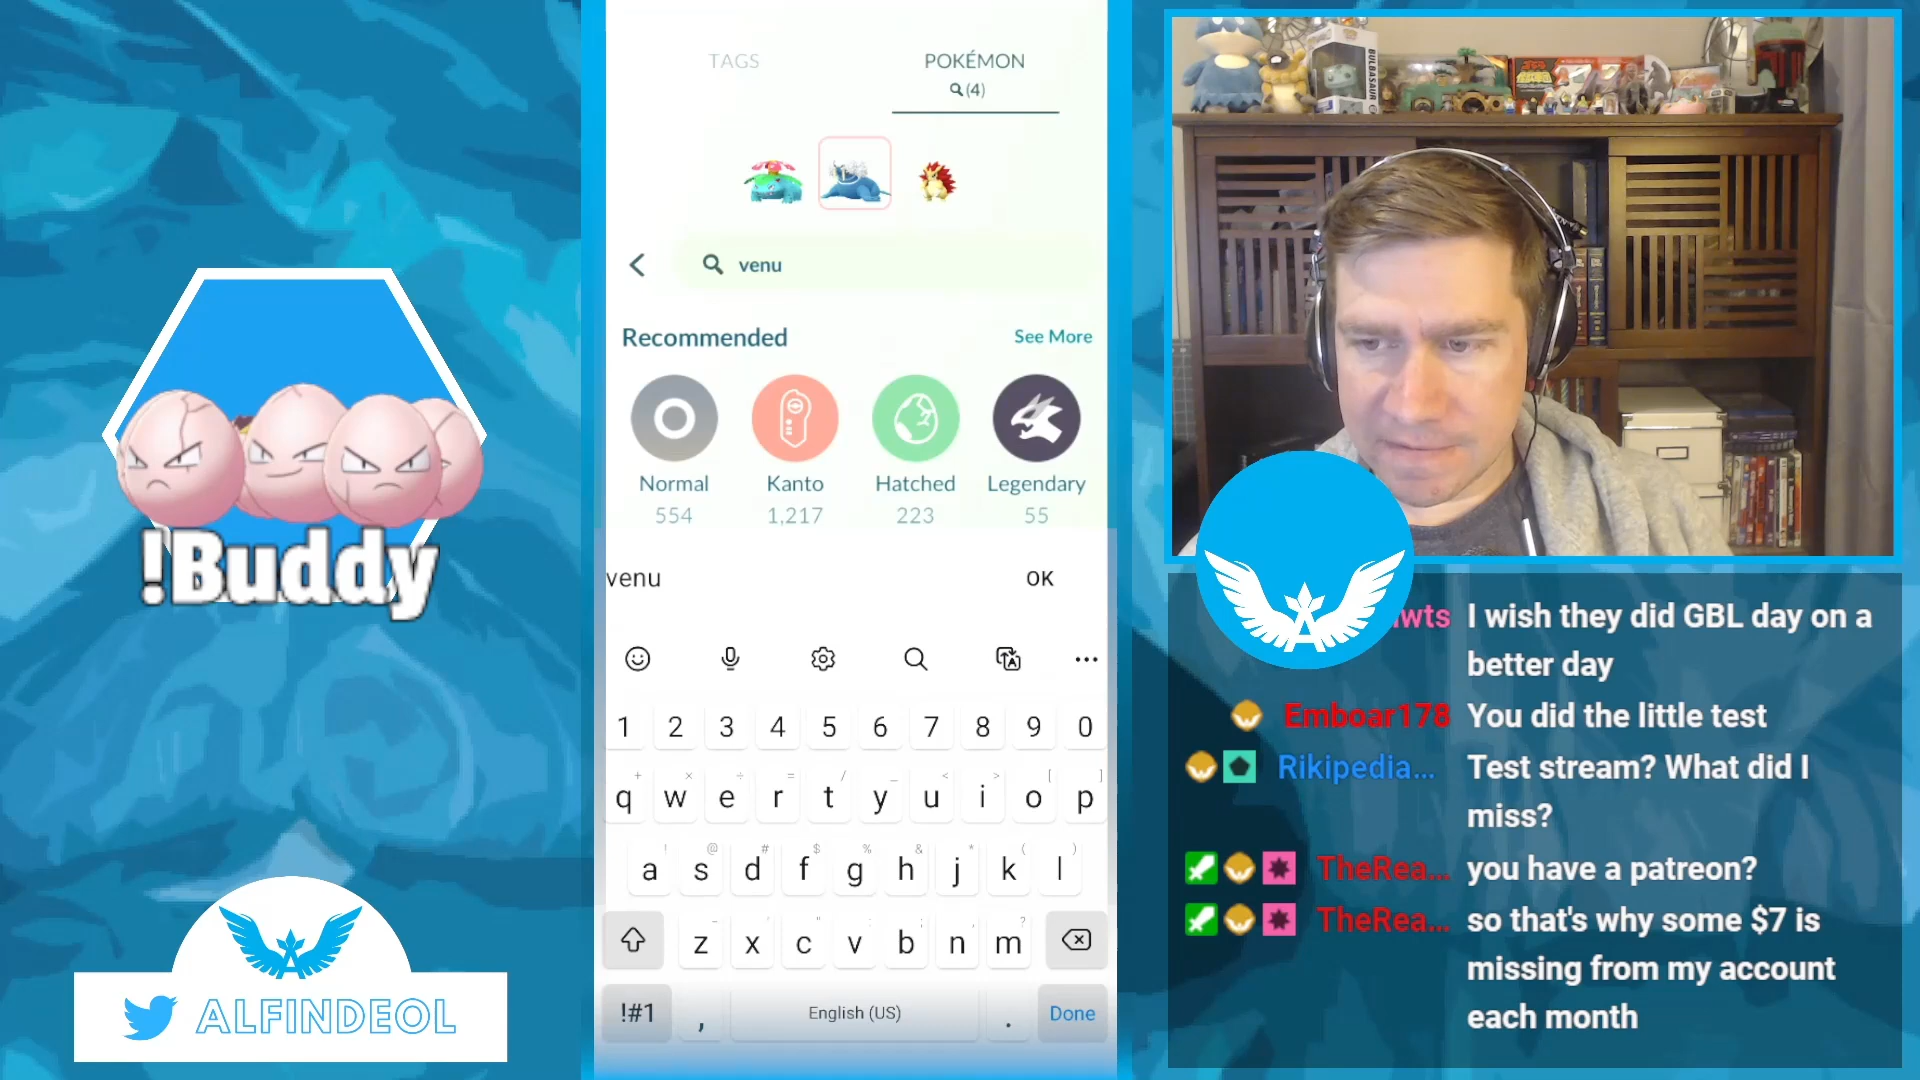 TAGS
POKÉMON
(4)
venu
Recommended
See More
Normal
Kanto
Hatched
Legendary
554
1,217
223
55
venu
OK
1 2 3 4 5 6 7 8 9 0
+ × ÷ = / _ < > [ ]
q w e r t y u i o p
! @ # $ % & * ( )
a s d f g h j k l
z x c v b n m
!#1 , English (US) . Done
!Buddy
ALFINDEOL
BULBASAUR
wts I wish they did GBL day on a
better day
Emboar178 You did the little test
Rikipedia... Test stream? What did I
miss?
TheRea... you have a patreon?
TheRea... so that's why some $7 is
missing from my account
each month